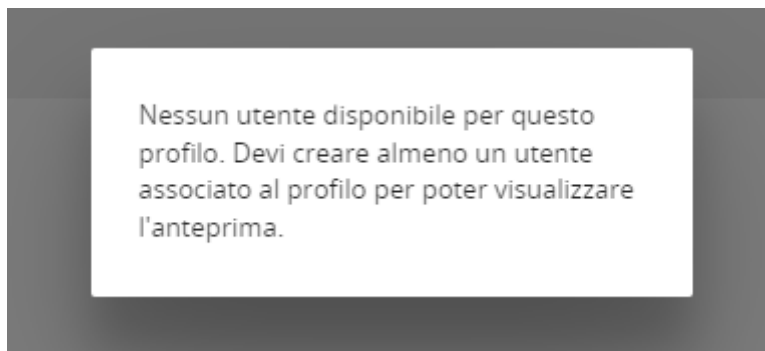 Nessun utente disponibile per questo
profilo. Devi creare almeno un utente
associato al profilo per poter visualizzare
l'anteprima.